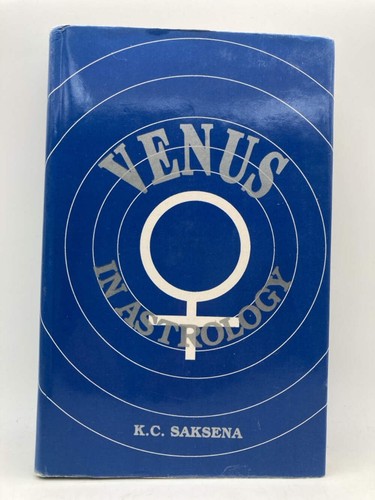 VENUS
IN ASTROLOGY
K.C. SAKSENA